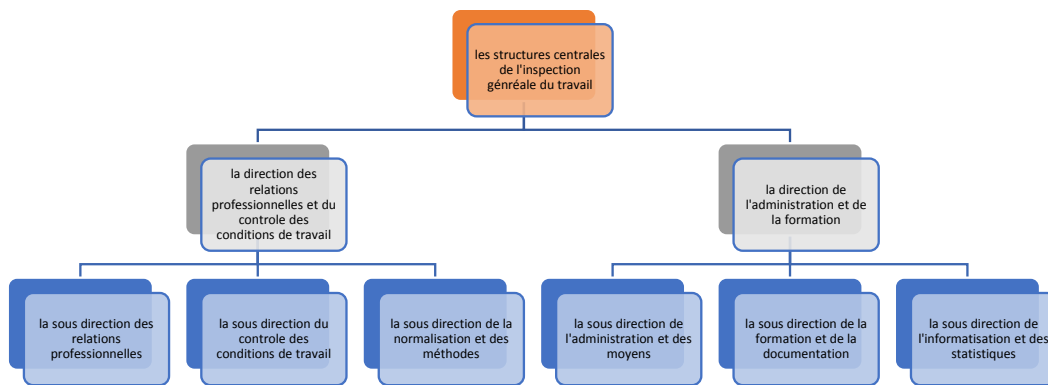 les structures centrales
de l'inspection
génréale du travail
la direction des
relations
professionnelles et du
controle des
conditions de travail
la direction de
l'administration et de
la formation
la sous direction des
relations
professionnelles
la sous direction du
controle des
conditions de travail
la sous direction de la
normalisation et des
méthodes
la sous direction de
l'administration et des
moyens
la sous direction de la
formation et de la
documentation
la sous direction de
l'informatisation et des
statistiques